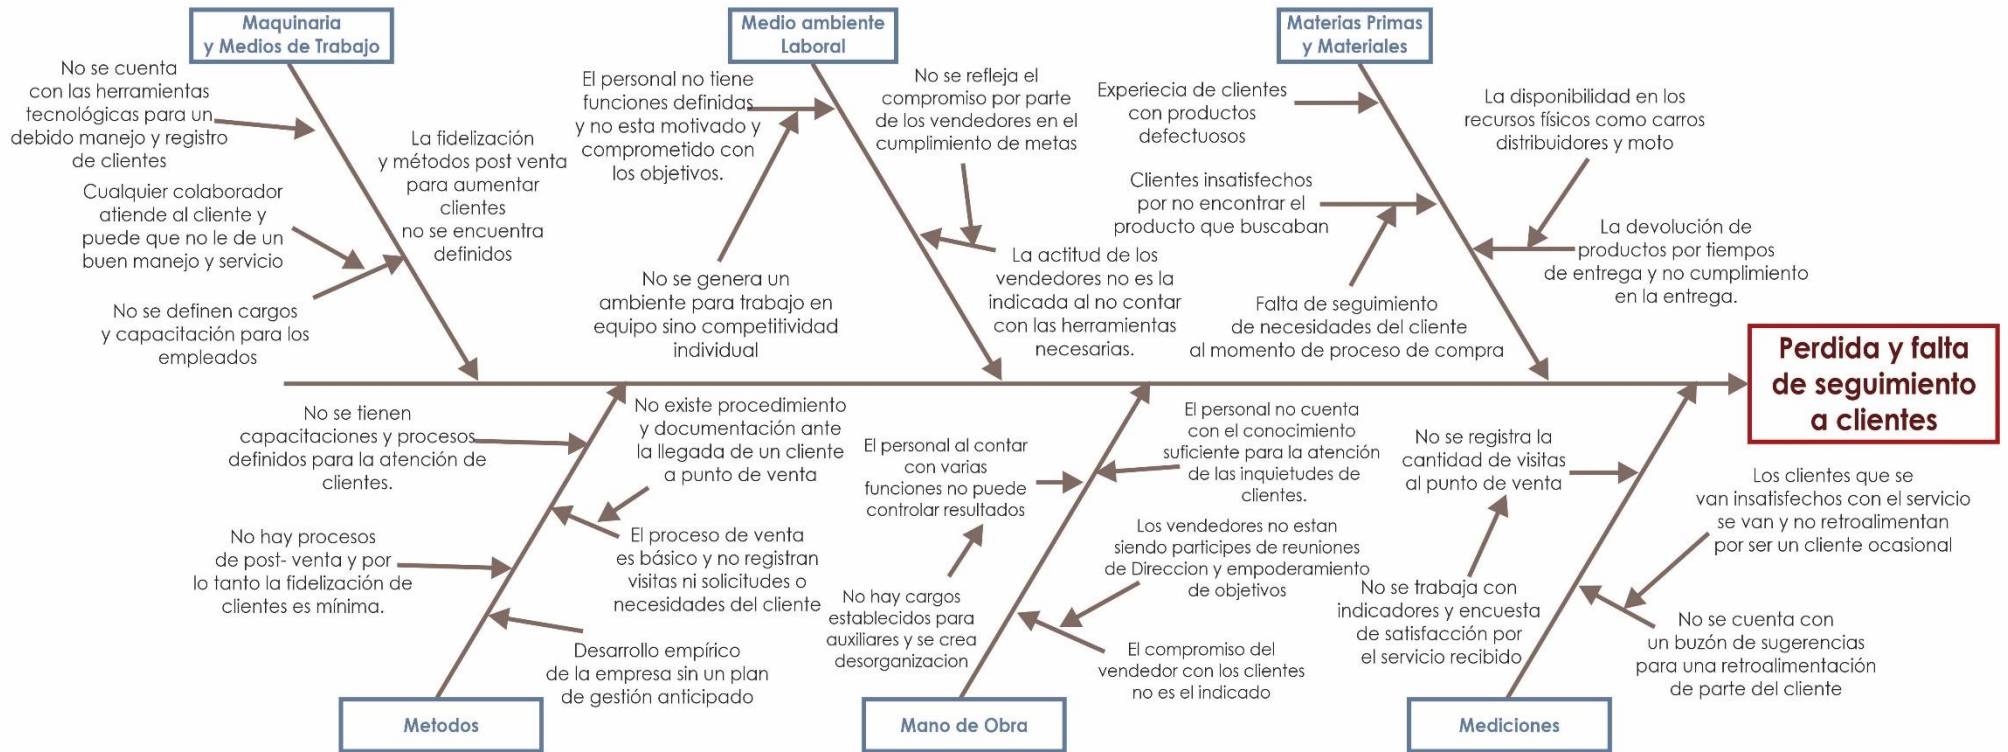 Maquinaria
y Medios de Trabajo
No se cuenta
con las herramientas
tecnológicas para un
debido manejo y registro
de clientes
La fidelización
y métodos post venta
para aumentar
clientes
no se encuentra
definidos
Cualquier colaborador
atiende al cliente y
puede que no le de un
buen manejo y servicio
No se definen cargos
y capacitación para los
empleados
Medio ambiente
Laboral
El personal no tiene
funciones definidas
y no esta motivado y
comprometido con
los objetivos.
No se refleja el
compromiso por parte
de los vendedores en el
cumplimiento de metas
No se genera un
ambiente para trabajo en
equipo sino competitividad
individual
La actitud de los
vendedores no es la
indicada al no contar
con las herramientas
necesarias.
Materias Primas
y Materiales
Experiecia de clientes
con productos
defectuosos
La disponibilidad en los
recursos físicos como carros
distribuidores y moto
Clientes insatisfechos
por no encontrar el
producto que buscaban
La devolución de
productos por tiempos
de entrega y no cumplimiento
en la entrega.
Falta de seguimiento
de necesidades del cliente
al momento de proceso de compra
Perdida y falta
de seguimiento
a clientes
No se tienen
capacitaciones y procesos
definidos para la atención de
clientes.
No existe procedimiento
y documentación ante
la llegada de un cliente
a punto de venta
No hay procesos
de post- venta y por
lo tanto la fidelización de
clientes es mínima.
El proceso de venta
es básico y no registran
visitas ni solicitudes o
necesidades del cliente
Desarrollo empírico
de la empresa sin un plan
de gestión anticipado
Metodos
El personal al contar
con varias
funciones no puede
controlar resultados
El personal no cuenta
con el conocimiento
suficiente para la atención
de las inquietudes de
clientes.
Los vendedores no estan
siendo participes de reuniones
de Direccion y empoderamiento
de objetivos
No hay cargos
establecidos para
auxiliares y se crea
desorganizacion
El compromiso del
vendedor con los clientes
no es el indicado
Mano de Obra
No se registra la
cantidad de visitas
al punto de venta
Los clientes que se
van insatisfechos con el servicio
se van y no retroalimentan
por ser un cliente ocasional
No se trabaja con
indicadores y encuesta
de satisfacción por
el servicio recibido
No se cuenta con
un buzón de sugerencias
para una retroalimentación
de parte del cliente
Mediciones